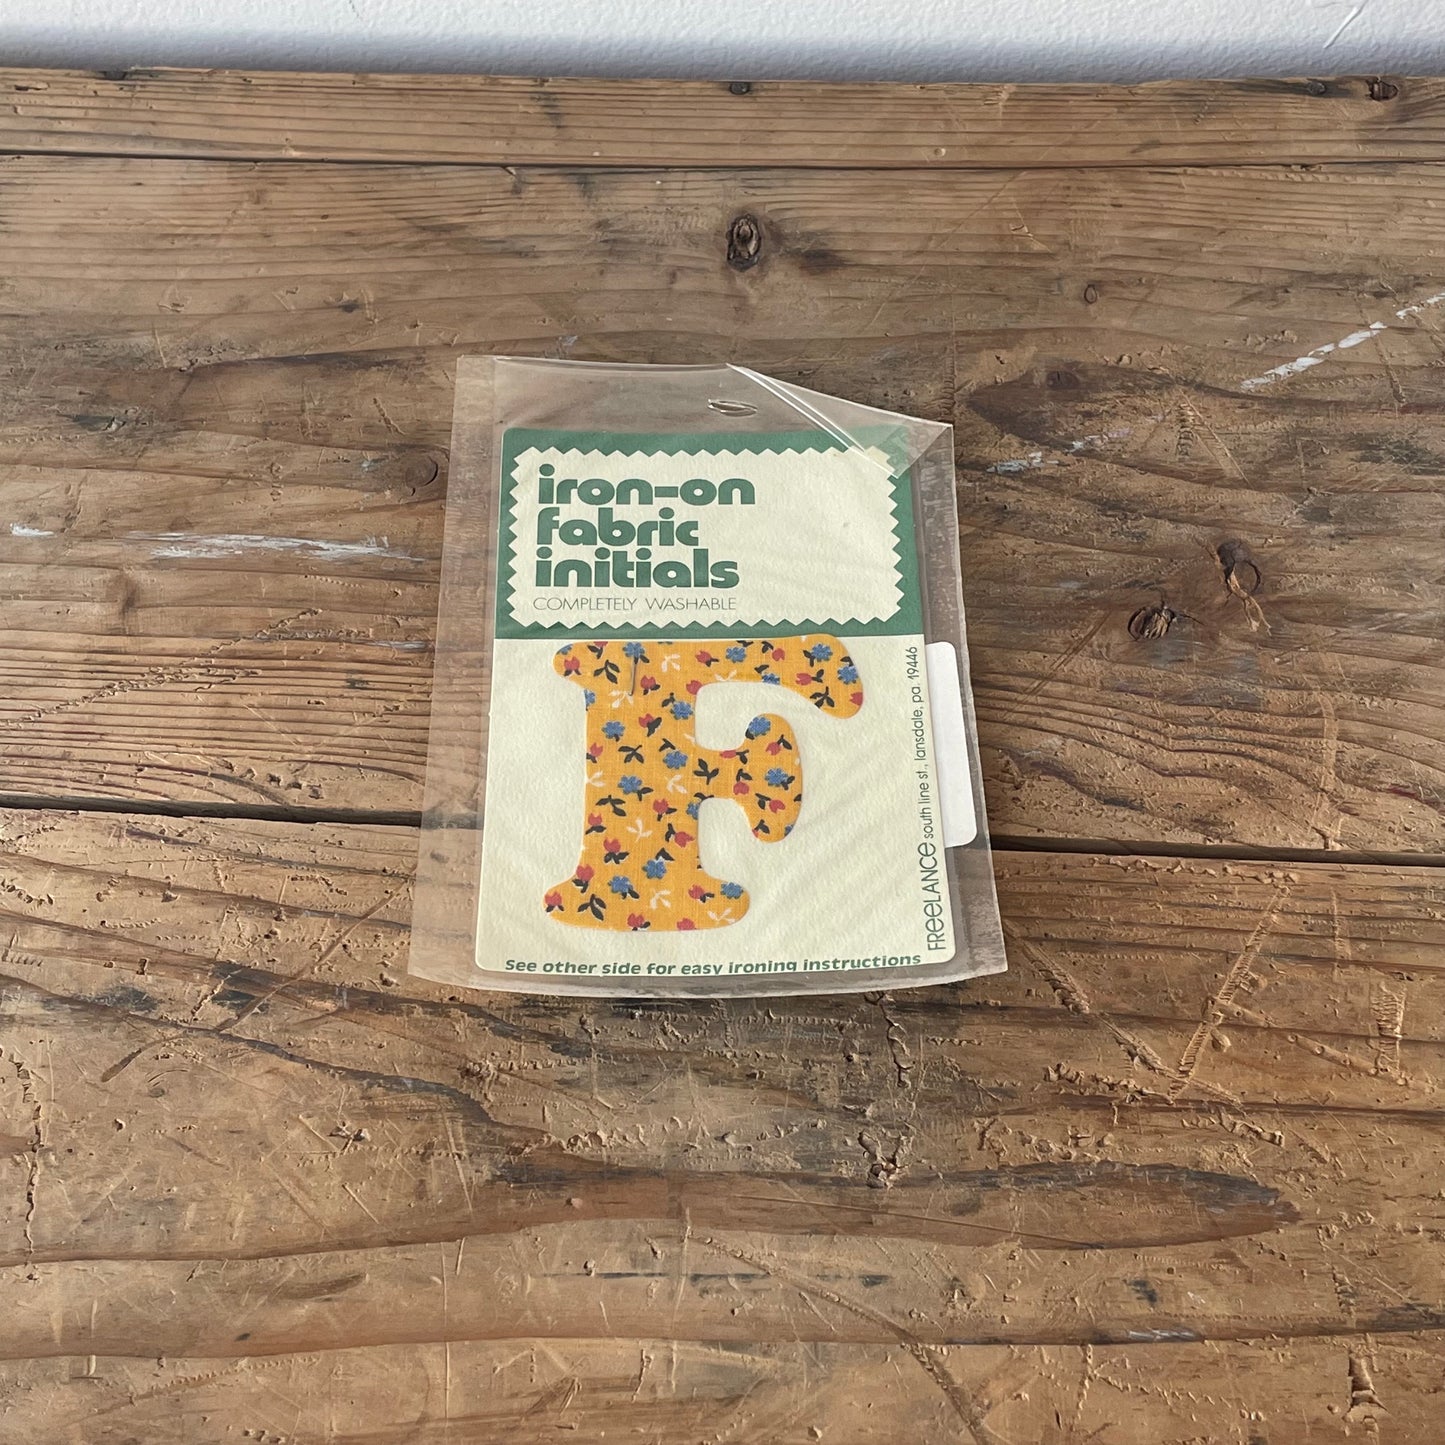 iron-on
fabric
initials
COMPLETELY WASHABLE
F
FREELANCE south line st., lansdale, pa. 19446
See other side for easy ironing instructions